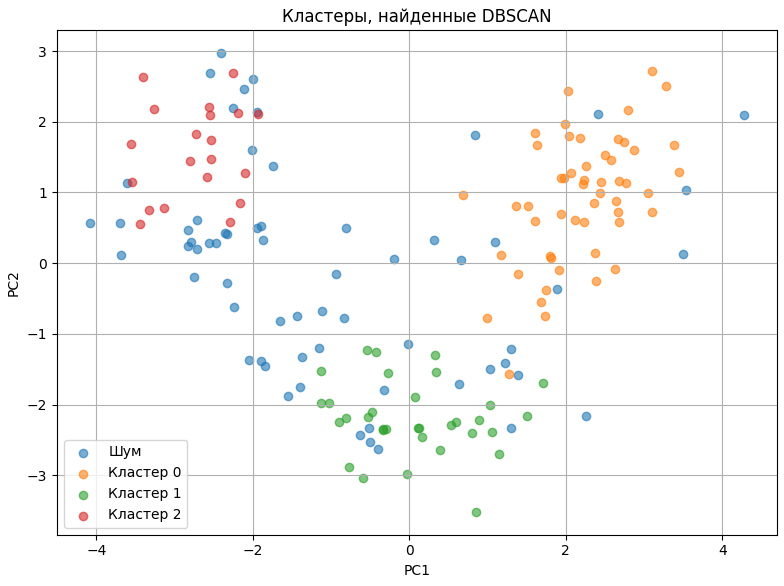 Кластеры, найденные DBSCAN
3
2
1
0
−1
−2
−3
PC2
Шум
Кластер 0
Кластер 1
Кластер 2
−4 −2 0 2 4
PC1